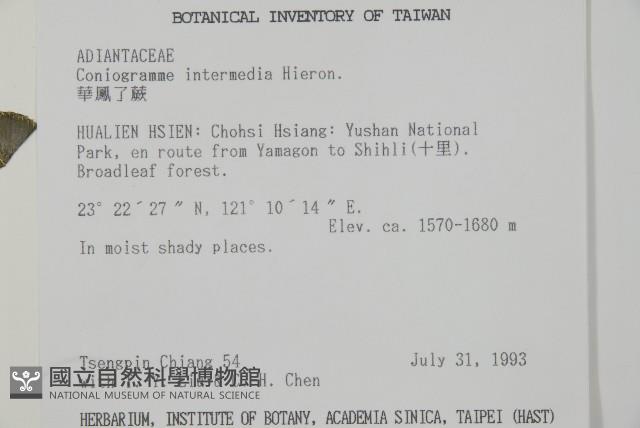 BOTANICAL INVENTORY OF TAIWAN
ADIANTACEAE
Coniogramme intermedia Hieron.
華鳳了蕨
HUALIEN HSIEN: Chohsi Hsiang: Yushan National
Park, en route from Yamagon to Shihli(十里).
Broadleaf forest.
23° 22´27 ″ N, 121° 10´14 ″ E.
Elev. ca. 1570-1680 m
In moist shady places.
Tsengpin Chiang 54
July 31, 1993
H. Chen
國立自然科學博物館
NATIONAL MUSEUM OF NATURAL SCIENCE
HERBARIUM, INSTITUTE OF BOTANY, ACADEMIA SINICA, TAIPEI (HAST)